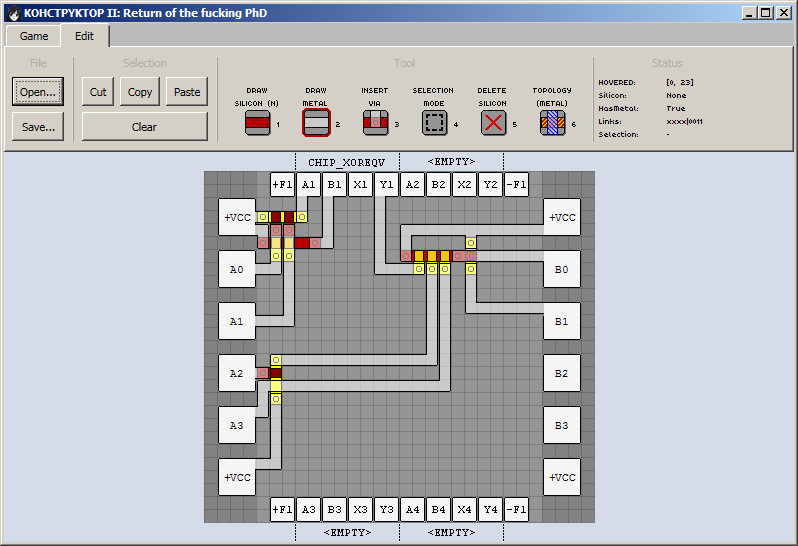 КОНСТРУКТОР II: Return of the fucking PhD
Game Edit
File Selection Tool Status
Open... Cut Copy Paste
Save... Clear
DRAW SILICON (N) 1
DRAW METAL 2
INSERT VIA 3
SELECTION MODE 4
DELETE SILICON 5
TOPOLOGY (METAL) 6
HOVERED: [0, 23]
Silicon: None
HasMetal: True
Links: xxxx|0011
Selection: -
CHIP_XOREQV <EMPTY>
+F1 A1 B1 X1 Y1 A2 B2 X2 Y2 -F1
+VCC +VCC
A0 B0
A1 B1
A2 B2
A3 B3
+VCC +VCC
+F1 A3 B3 X3 Y3 A4 B4 X4 Y4 -F1
<EMPTY> <EMPTY>